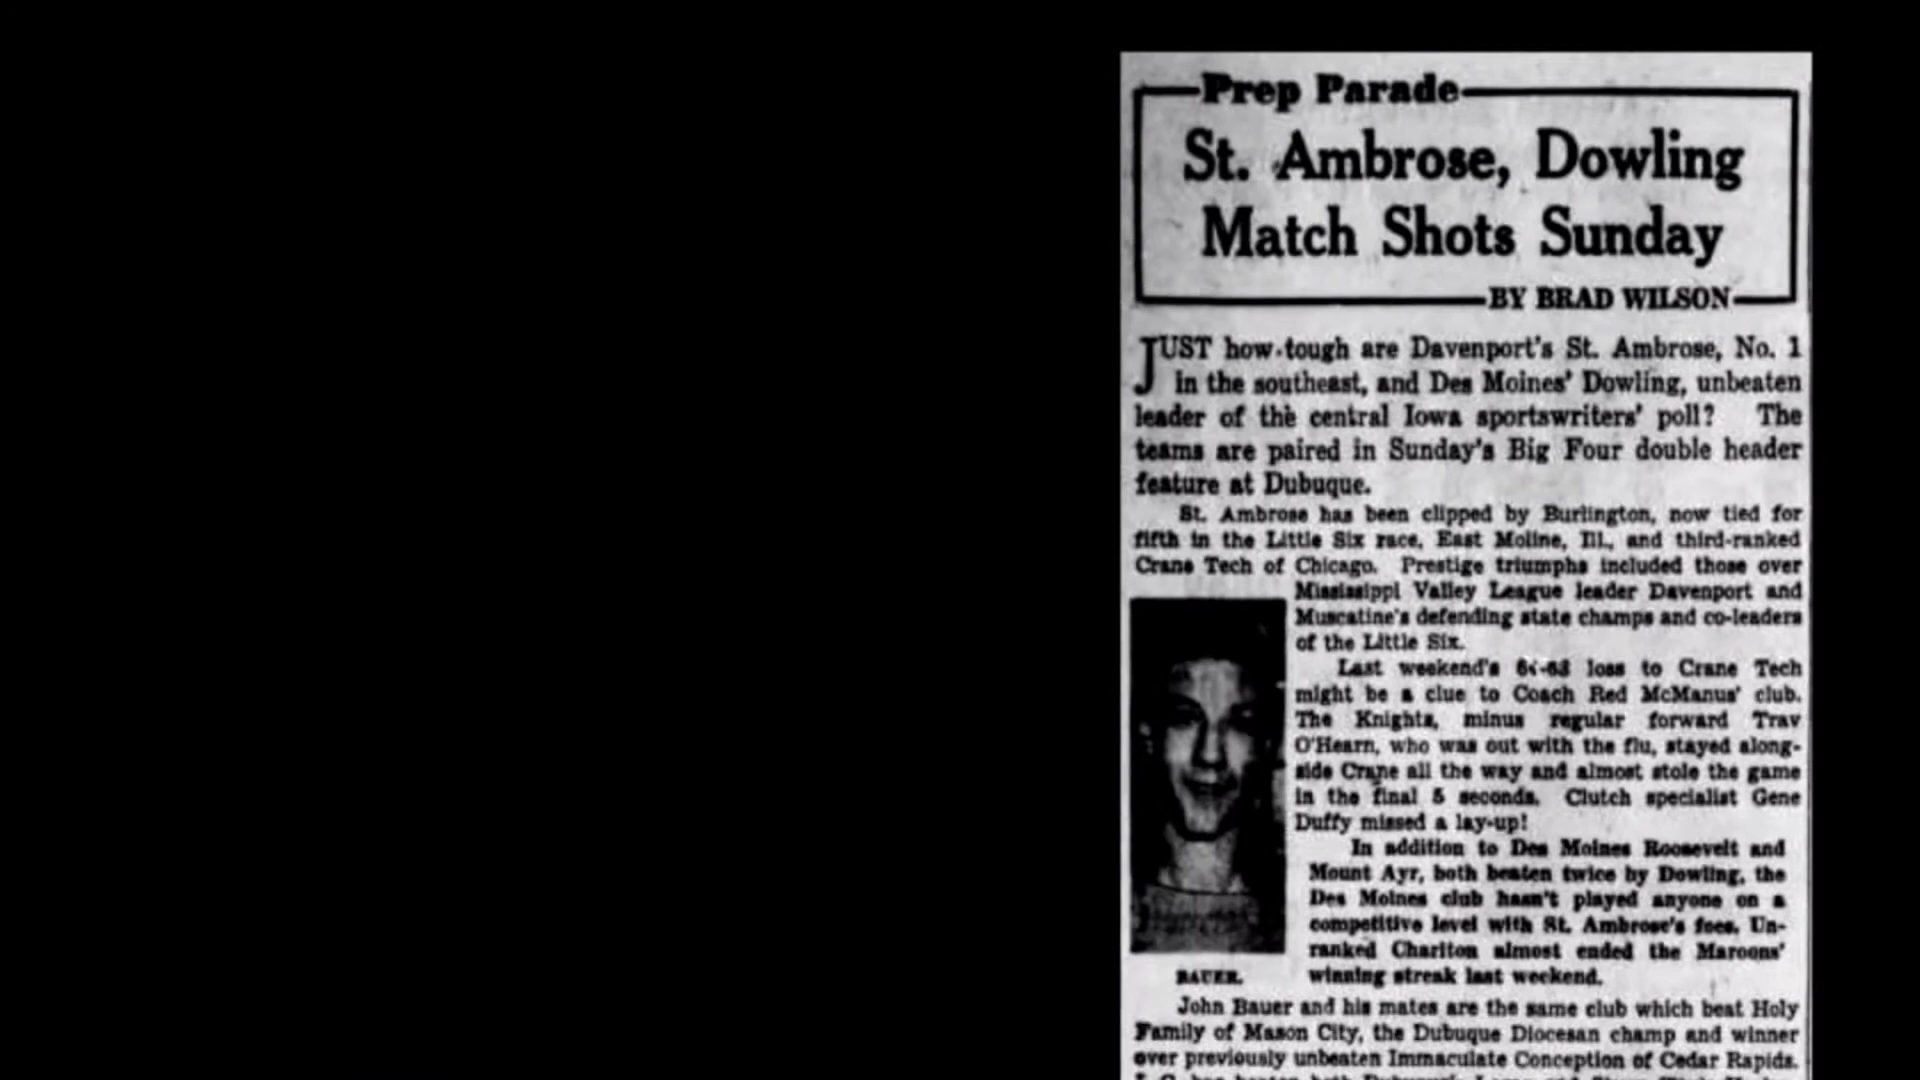 Prep Parade
St. Ambrose, Dowling
Match Shots Sunday
BY BRAD WILSON
JUST how tough are Davenport's St. Ambrose, No. 1
in the southeast, and Des Moines' Dowling, unbeaten
leader of the central Iowa sportswriters' poll? The
teams are paired in Sunday's Big Four double header
feature at Dubuque.
St. Ambrose has been clipped by Burlington, now tied for
fifth in the Little Six race, East Moline, Ill., and third-ranked
Crane Tech of Chicago. Prestige triumphs included those over
Mississippi Valley League leader Davenport and
Muscatine's defending state champs and co-leaders
of the Little Six.
Last weekend's loss to Crane Tech
might be a clue to Coach Red McManus' club.
The Knights, minus regular forward Trav
O'Hearn, who was out with the flu, stayed along-
side Crane all the way and almost stole the game
in the final 5 seconds. Clutch specialist Gene
Duffy missed a lay-up!
In addition to Des Moines Roosevelt and
Mount Ayr, both beaten twice by Dowling, the
Des Moines club hasn't played anyone on a
competitive level with St. Ambrose's foes. Un-
ranked Chariton almost ended the Maroons'
winning streak last weekend.
BAUER.
John Bauer and his mates are the same club which beat Holy
Family of Mason City, the Dubuque Diocesan champ and winner
over previously unbeaten Immaculate Conception of Cedar Rapids.